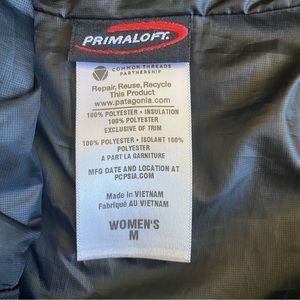 PRIMALOFT.
COMMON THREADS
PARTNERSHIP
Repair, Reuse, Recycle
This Product
www.patagonia.com
100% POLYESTER • INSULATION
100% POLYESTER
EXCLUSIVE OF TRIM
100% POLYESTER • ISOLANT 100%
POLYESTER
A PART LA GARNITURE
MFG DATE AND LOCATION AT
PCPSIA.COM
Made in VIETNAM
Fabriqué AU VIETNAM
WOMEN'S
M